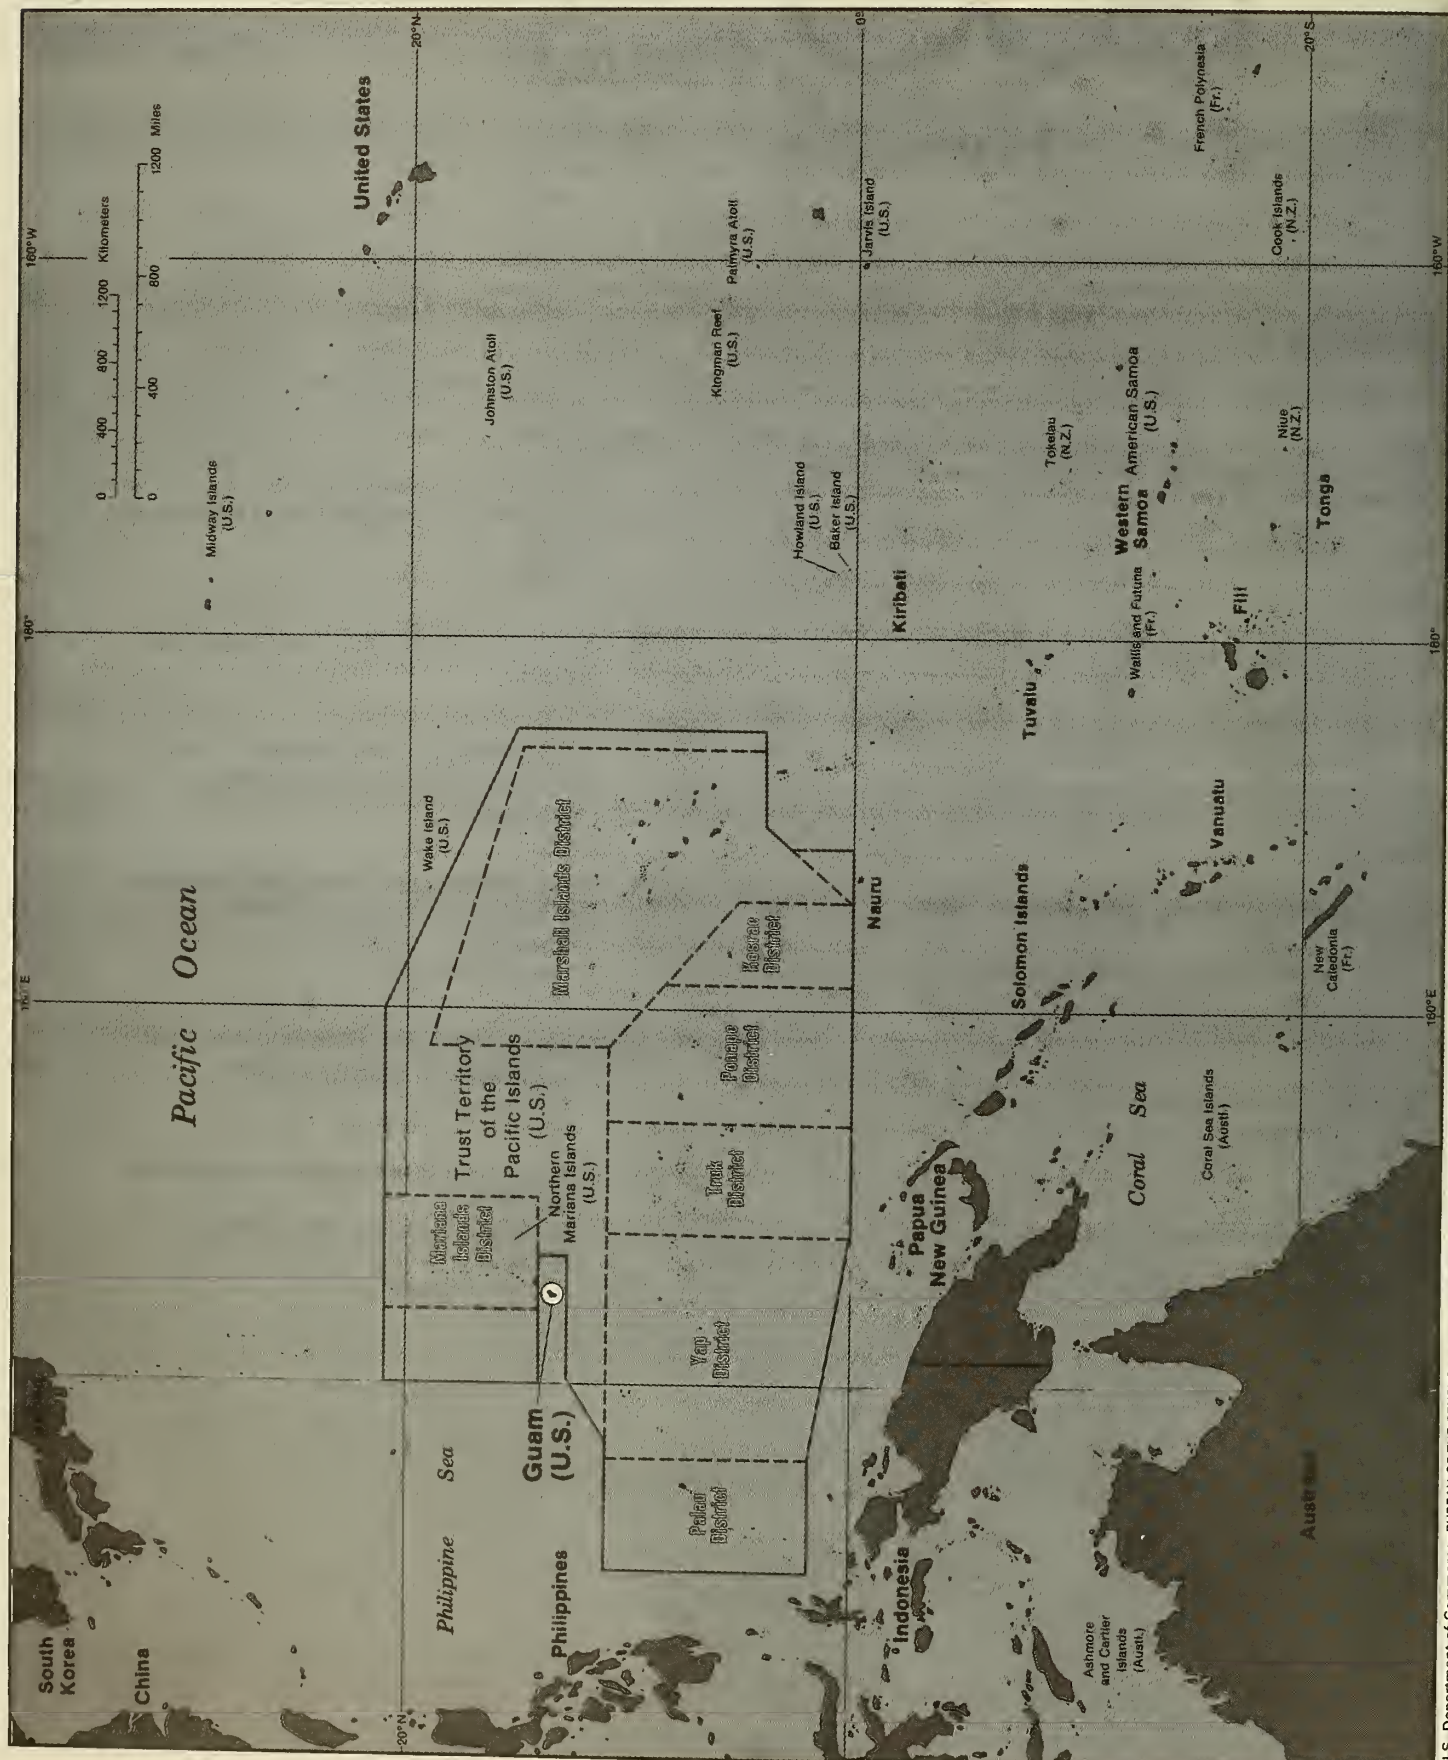 160°W
180°
160°E
20°N
0°
20°S
0 400 800 1200 Kilometers
0 400 800 1200 Miles
United States
Midway Islands
(U.S.)
Johnston Atoll
(U.S.)
Kingman Reef
(U.S.)
Palmyra Atoll
(U.S.)
Jarvis Island
(U.S.)
French Polynesia
(Fr.)
Cook Islands
(N.Z.)
Howland Island
(U.S.)
Baker Island
(U.S.)
Tokelau
(N.Z.)
American Samoa
(U.S.)
Western
Samoa
Niue
(N.Z.)
Tonga
Kiribati
Wallis and Futuna
(Fr.)
Fiji
Tuvalu
Pacific Ocean
Wake Island
(U.S.)
Marshall Islands District
Trust Territory
of the
Pacific Islands
(U.S.)
Northern
Mariana Islands
(U.S.)
Mariana
Islands
District
Kosrae
District
Ponape
District
Truk
District
Yap
District
Palau
District
Guam
(U.S.)
Nauru
Vanuatu
Solomon Islands
New
Caledonia
(Fr.)
Coral Sea
Coral Sea Islands
(Austl.)
Papua
New Guinea
South
Korea
China
Philippine Sea
Philippines
Indonesia
Ashmore
and Cartier
Islands
(Austl.)
20°N
160°W
180°
160°E